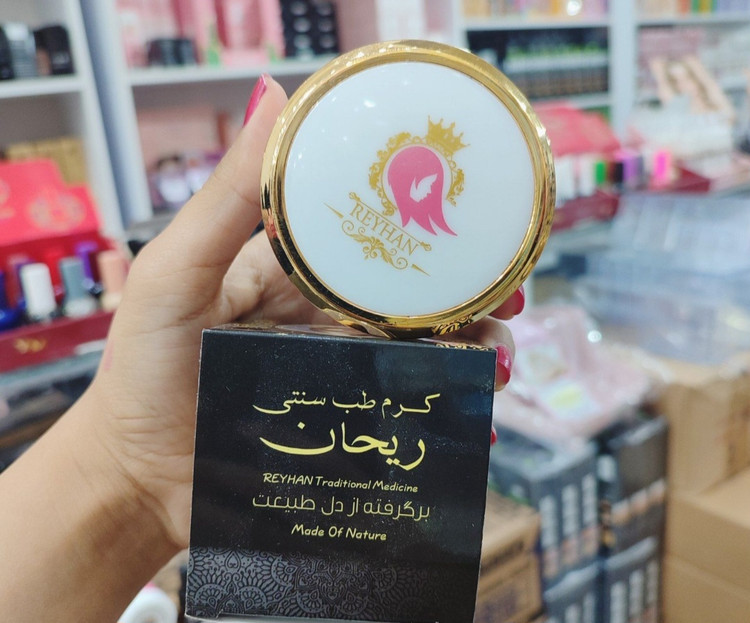 REYHAN
کرم طب سنتی
ریحان
REYHAN Traditional Medicine
برگرفته از دل طبیعت
Made Of Nature